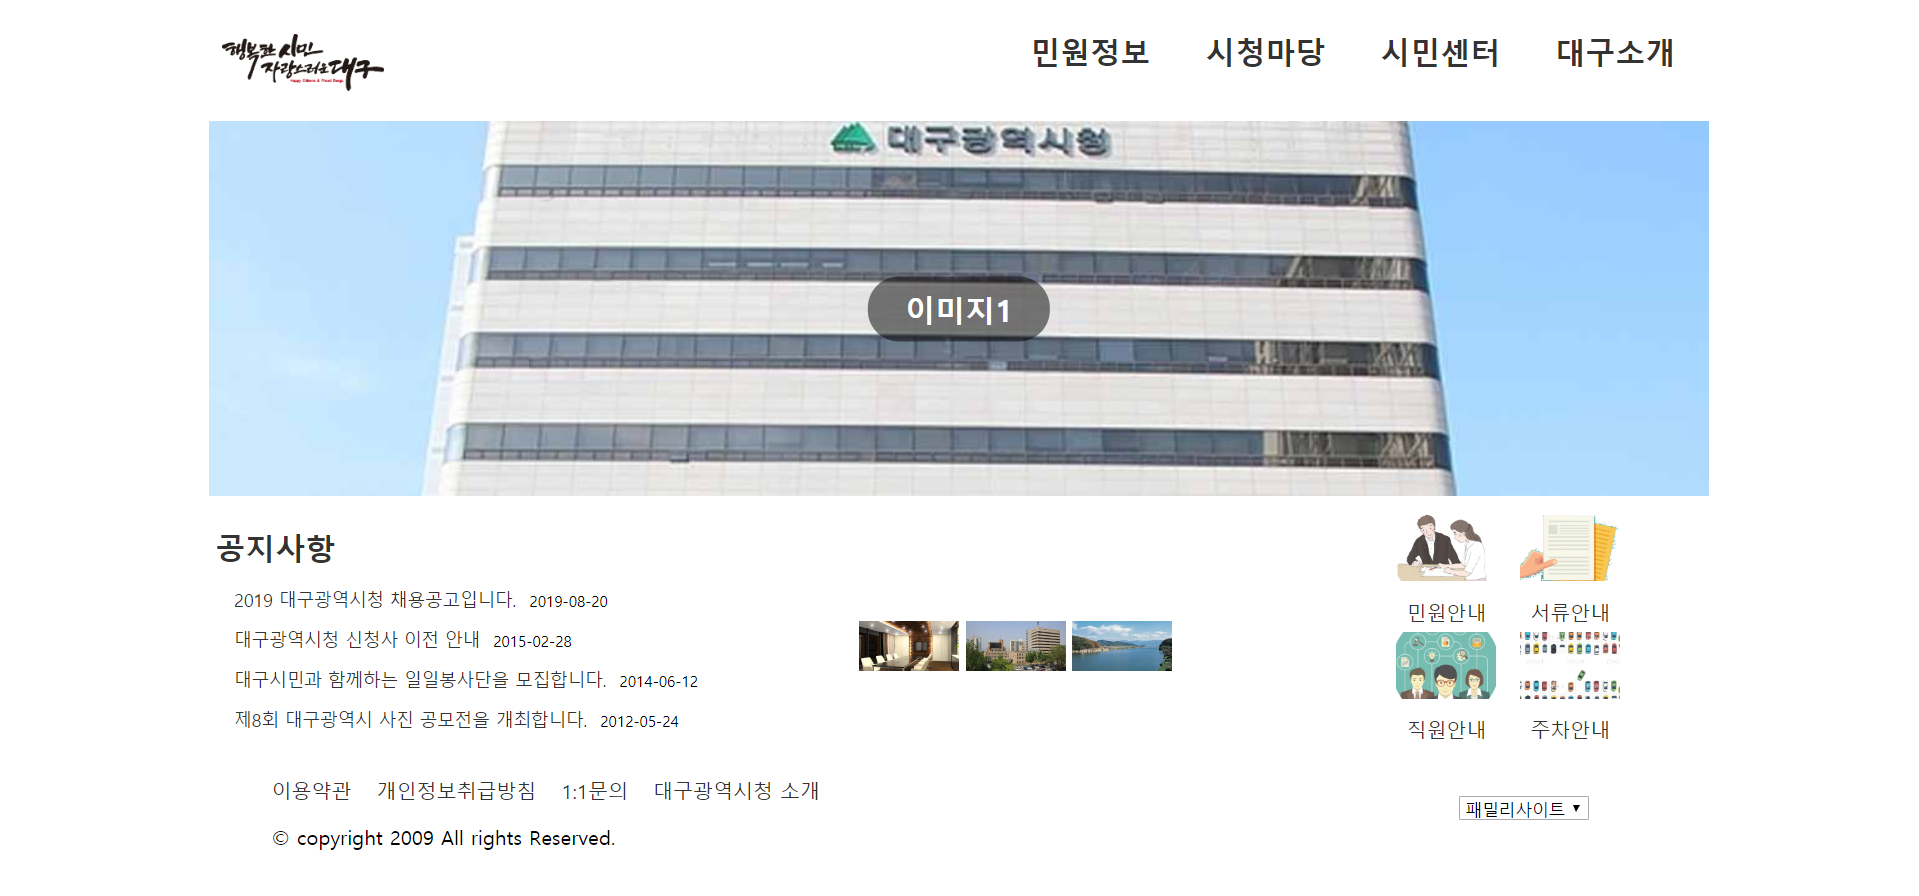 행복한 시민
자랑스러운 대구
민원정보 시청마당 시민센터 대구소개
대구광역시청
이미지1
공지사항
2019 대구광역시청 채용공고입니다. 2019-08-20
대구광역시청 신청사 이전 안내 2015-02-28
대구시민과 함께하는 일일봉사단을 모집합니다. 2014-06-12
제8회 대구광역시 사진 공모전을 개최합니다. 2012-05-24
민원안내 서류안내
직원안내 주차안내
이용약관 개인정보취급방침 1:1문의 대구광역시청 소개
패밀리사이트
© copyright 2009 All rights Reserved.